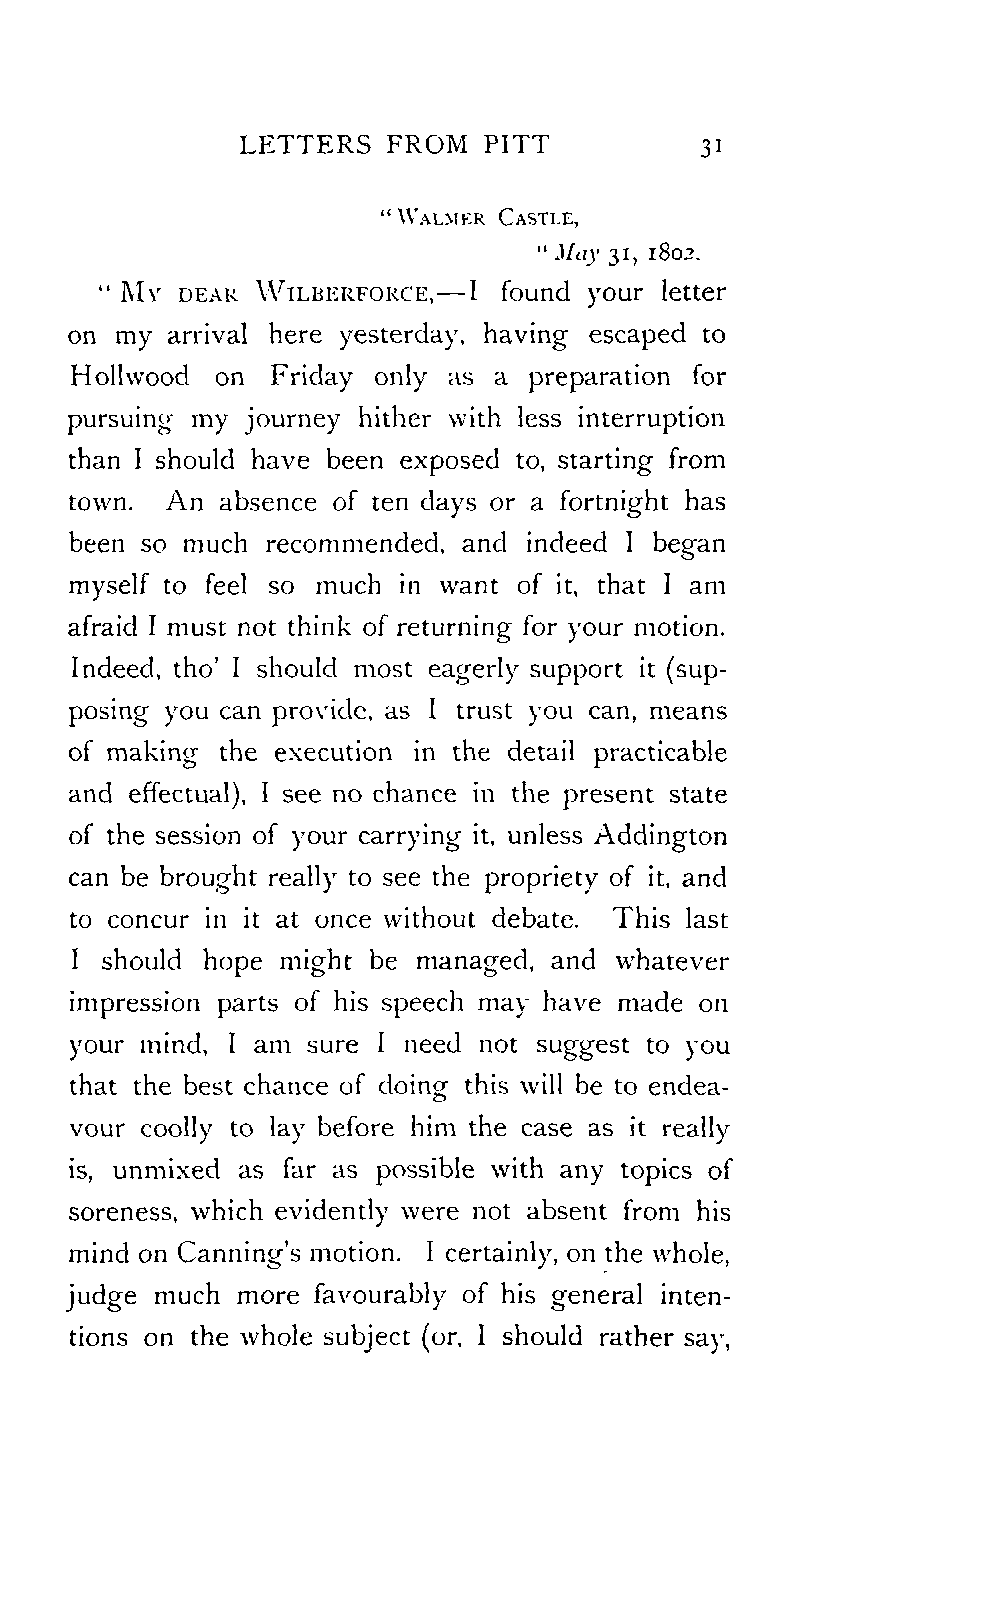 LETTERS FROM PITT 31
"WALMER CASTLE,
"May 31, 1802.
"MY DEAR WILBERFORCE,—I found your letter
on my arrival here yesterday, having escaped to
Hollwood on Friday only as a preparation for
pursuing my journey hither with less interruption
than I should have been exposed to, starting from
town. An absence of ten days or a fortnight has
been so much recommended, and indeed I began
myself to feel so much in want of it, that I am
afraid I must not think of returning for your motion.
Indeed, tho' I should most eagerly support it (sup-
posing you can provide, as I trust you can, means
of making the execution in the detail practicable
and effectual), I see no chance in the present state
of the session of your carrying it, unless Addington
can be brought really to see the propriety of it, and
to concur in it at once without debate. This last
I should hope might be managed, and whatever
impression parts of his speech may have made on
your mind, I am sure I need not suggest to you
that the best chance of doing this will be to endea-
vour coolly to lay before him the case as it really
is, unmixed as far as possible with any topics of
soreness, which evidently were not absent from his
mind on Canning's motion. I certainly, on the whole,
judge much more favourably of his general inten-
tions on the whole subject (or, I should rather say,